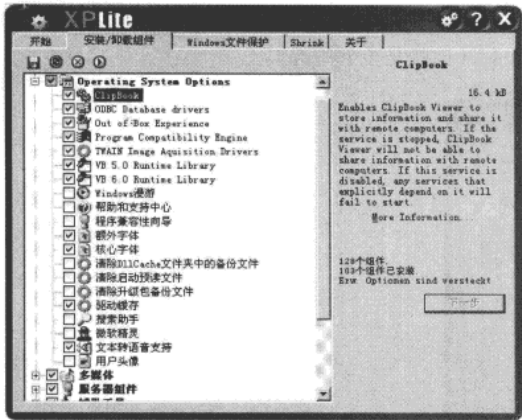 XPLite
开始 安装/卸载组件 Windows文件保护 Shrink 关于
Operating System Options
ClipBook
ODBC Database drivers
Out of-Box Experience
Program Compatibility Engine
TWAIN Image Aquisition Drivers
VB 5.0 Runtime Library
VB 6.0 Runtime Library
Windows漫游
帮助和支持中心
程序兼容性向导
额外字体
核心字体
清除DllCache文件夹中的备份文件
清除启动预读文件
清除升级包备份文件
驱动缓存
搜索助手
微软精灵
文本转语音支持
用户头像
多媒体
服务器组件
ClipBook
16.4 kB
Enables ClipBook Viewer to
store information and share it
with remote computers. If the
service is stopped, ClipBook
Viewer will not be able to
share information with remote
computers. If this service is
disabled, any services that
explicitly depend on it will
fail to start.
More Information...
129个组件.
103个组件已安装.
Erw. Optionen sind versteckt
下一步